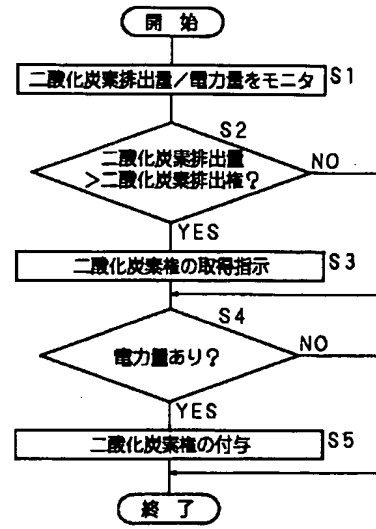 開 始
二酸化炭素排出量/電力量をモニタ S1
S2
二酸化炭素排出量
>二酸化炭素排出権?
NO
YES
二酸化炭素権の取得指示 S3
S4
電力量あり?
NO
YES
二酸化炭素権の付与 S5
終 了